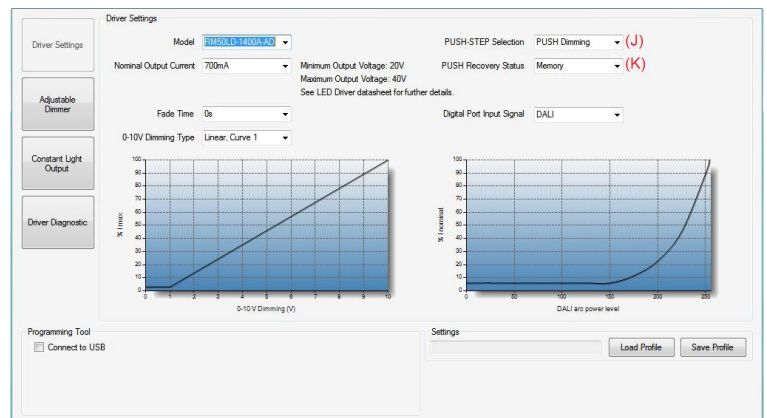 Driver Settings
Driver Settings
Adjustable
Dimmer
Constant Light
Output
Driver Diagnostic
Model RM50LD-1400A-AD
Nominal Output Current 700mA
Minimum Output Voltage: 20V
Maximum Output Voltage: 40V
See LED Driver datasheet for further details.
PUSH-STEP Selection PUSH Dimming (J)
PUSH Recovery Status Memory (K)
Fade Time 0s
Digital Port Input Signal DALI
0-10V Dimming Type Linear, Curve 1
% I max
100
90
80
70
60
50
40
30
20
10
0
0 1 2 3 4 5 6 7 8 9 10
0-10 V Dimming (V)
% I nominal
100
90
80
70
60
50
40
30
20
10
0
0 50 100 150 200 250
DALI arc power level
Programming Tool
Connect to USB
Settings
Load Profile
Save Profile